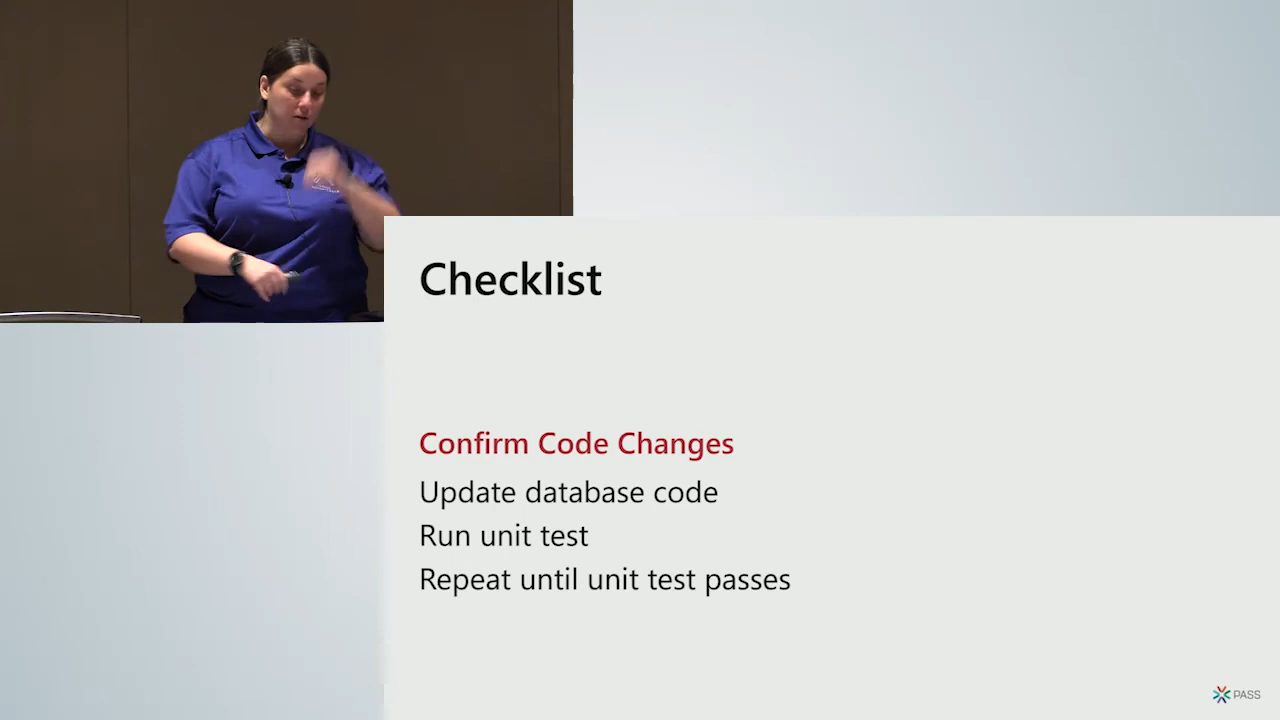 Checklist
Confirm Code Changes
Update database code
Run unit test
Repeat until unit test passes
PASS